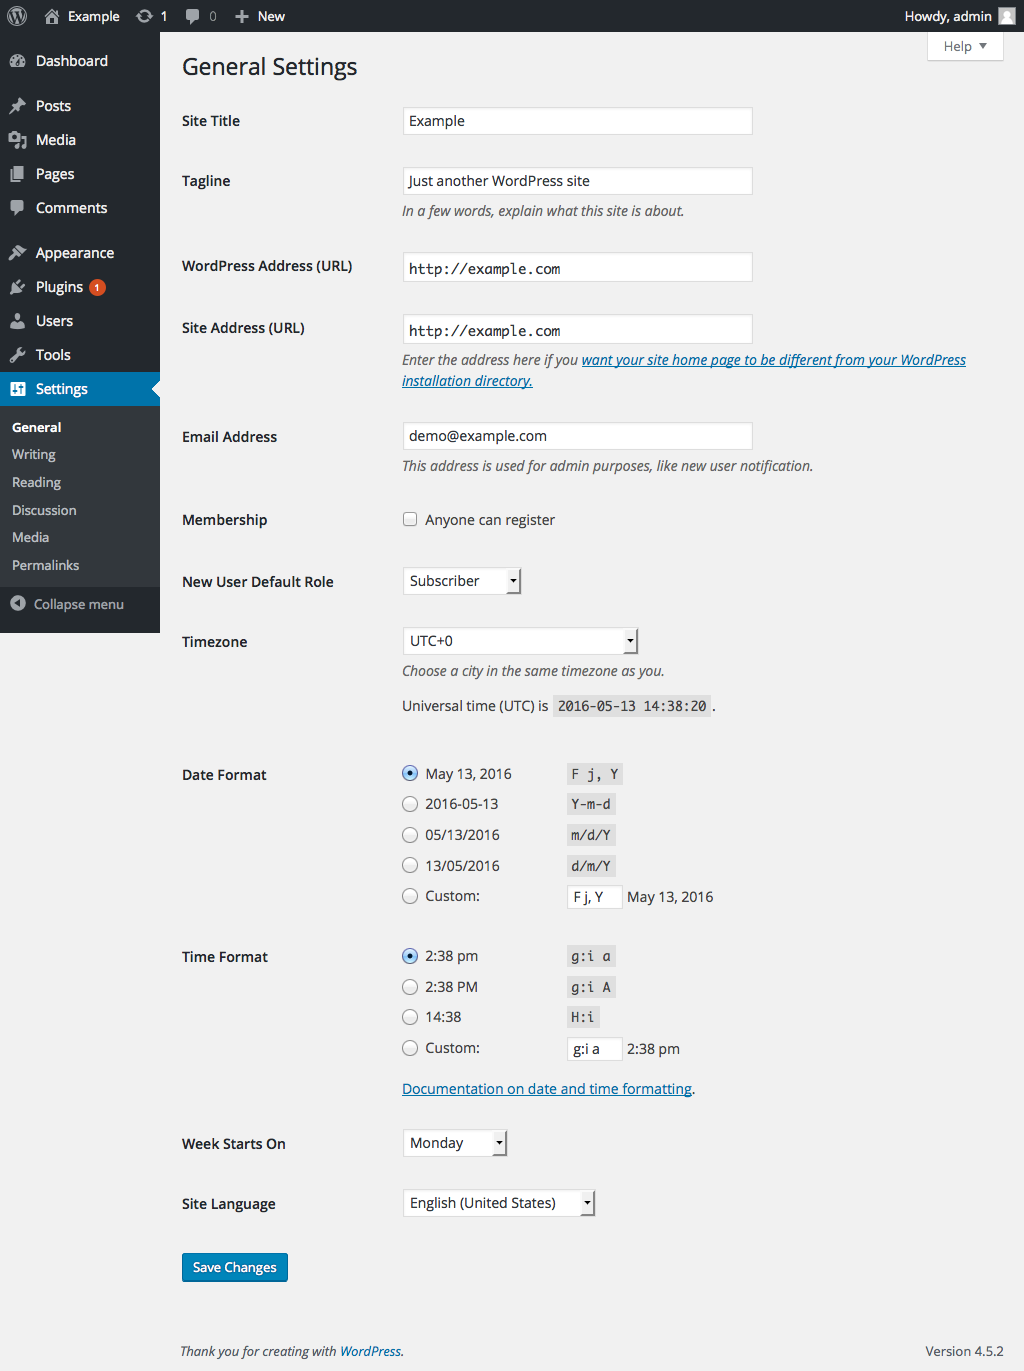 Example 1 0 New Howdy, admin
Help
Dashboard
Posts
Media
Pages
Comments
Appearance
Plugins 1
Users
Tools
Settings
General
Writing
Reading
Discussion
Media
Permalinks
Collapse menu
General Settings
Site Title Example
Tagline Just another WordPress site
In a few words, explain what this site is about.
WordPress Address (URL) http://example.com
Site Address (URL) http://example.com
Enter the address here if you want your site home page to be different from your WordPress
installation directory.
Email Address demo@example.com
This address is used for admin purposes, like new user notification.
Membership Anyone can register
New User Default Role Subscriber
Timezone UTC+0
Choose a city in the same timezone as you.
Universal time (UTC) is 2016-05-13 14:38:20 .
Date Format May 13, 2016 F j, Y
2016-05-13 Y-m-d
05/13/2016 m/d/Y
13/05/2016 d/m/Y
Custom: F j, Y May 13, 2016
Time Format 2:38 pm g:i a
2:38 PM g:i A
14:38 H:i
Custom: g:i a 2:38 pm
Documentation on date and time formatting.
Week Starts On Monday
Site Language English (United States)
Save Changes
Thank you for creating with WordPress. Version 4.5.2